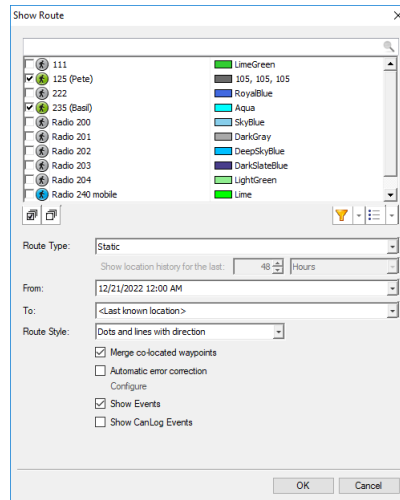 Show Route
111 LimeGreen
125 (Pete) 105, 105, 105
222 RoyalBlue
235 (Basil) Aqua
Radio 200 SkyBlue
Radio 201 DarkGray
Radio 202 DeepSkyBlue
Radio 203 DarkSlateBlue
Radio 204 LightGreen
Radio 240 mobile Lime
Route Type: Static
Show location history for the last: 48 Hours
From: 12/21/2022 12:00 AM
To: <Last known location>
Route Style: Dots and lines with direction
Merge co-located waypoints
Automatic error correction
Configure
Show Events
Show CanLog Events
OK Cancel